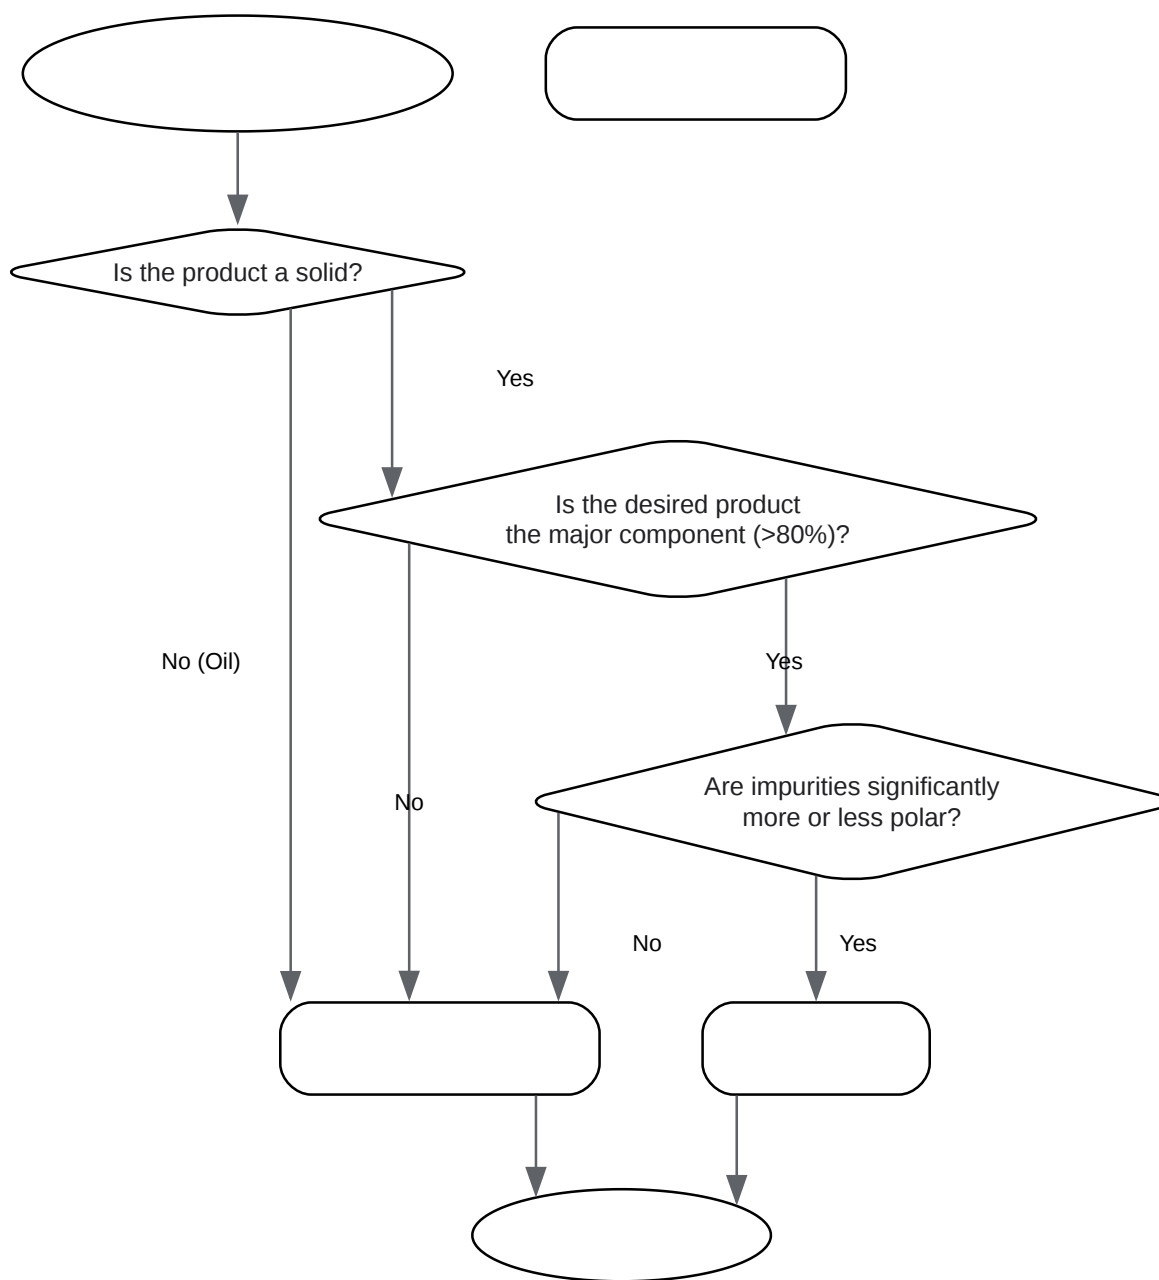 Is the product a solid?
Yes
Is the desired product
the major component (>80%)?
No (Oil)
Yes
Are impurities significantly
more or less polar?
No
No
Yes